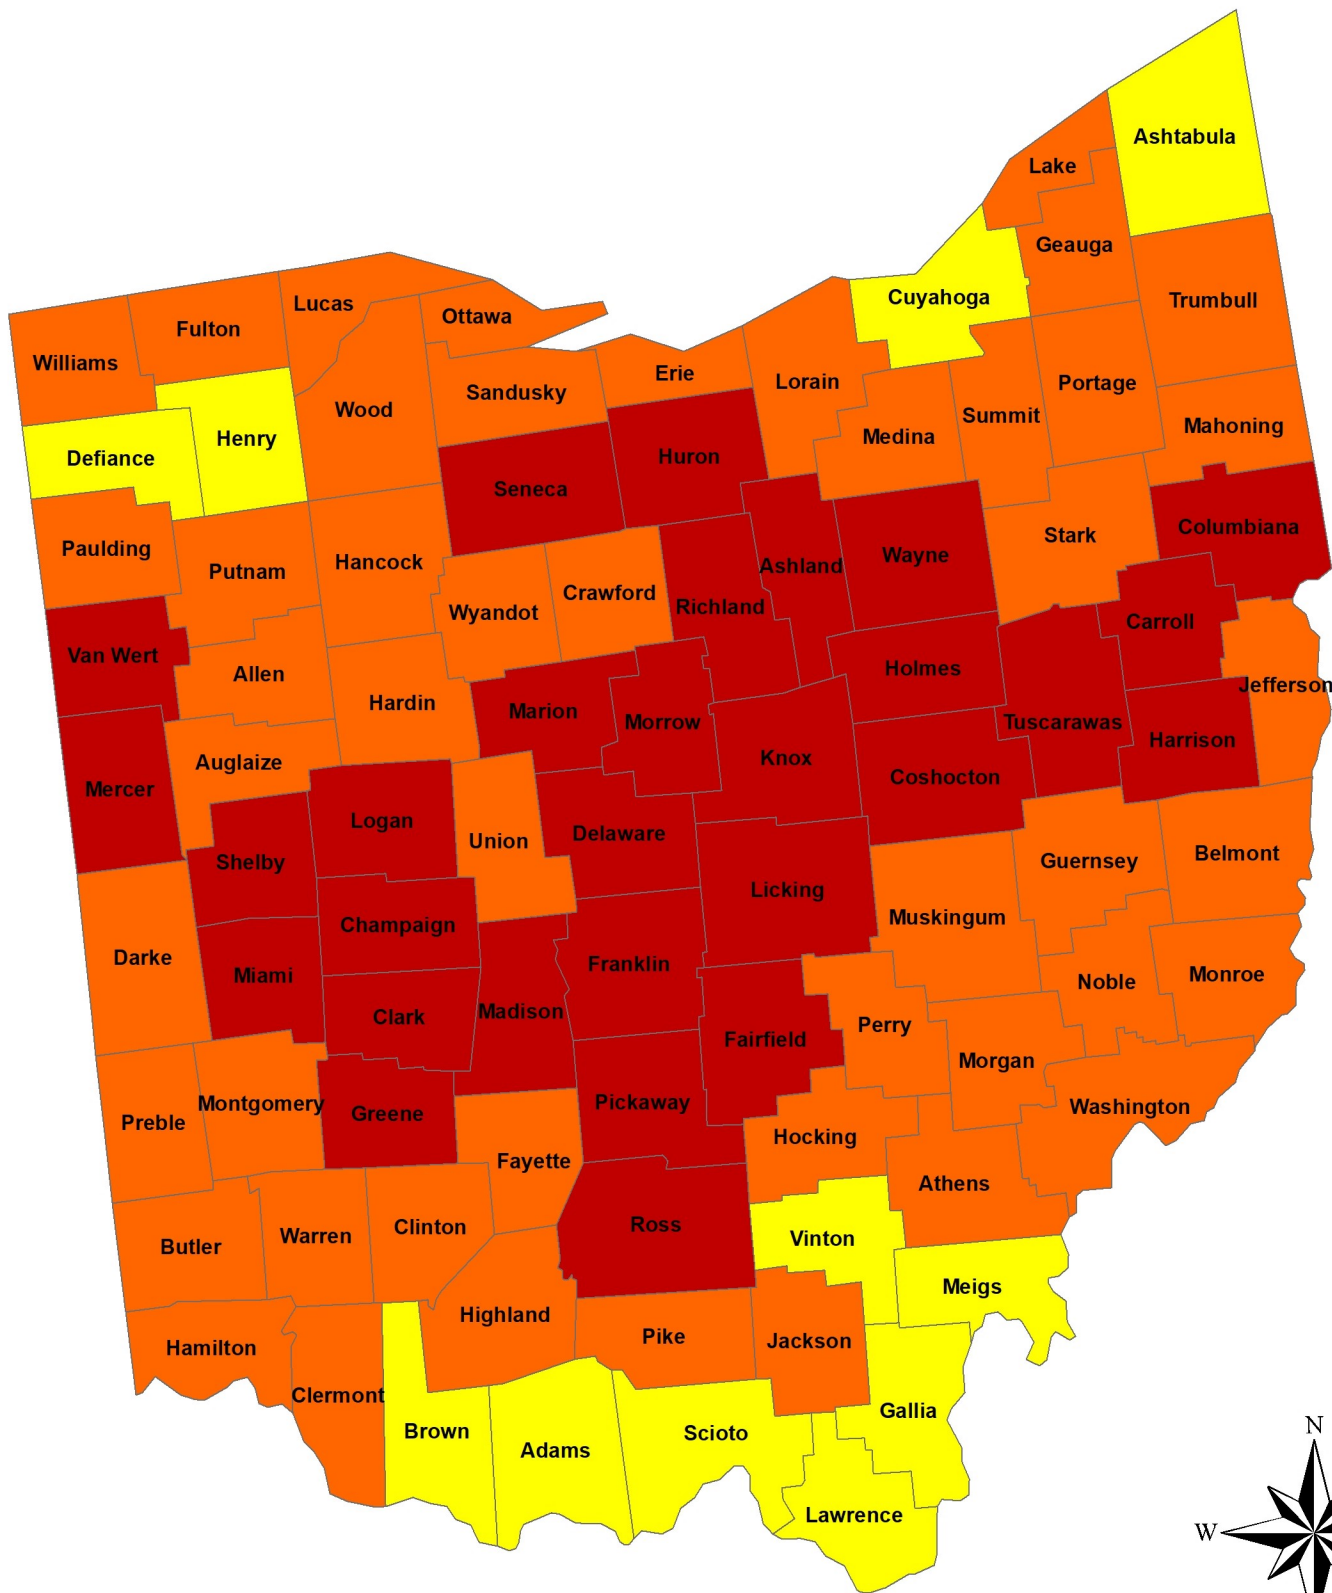 Ashtabula
Lake
Geauga
Cuyahoga
Trumbull
Lucas
Ottawa
Fulton
Williams
Erie
Lorain
Portage
Sandusky
Wood
Summit
Mahoning
Medina
Henry
Defiance
Huron
Seneca
Columbiana
Stark
Paulding
Wayne
Hancock
Ashland
Putnam
Crawford
Richland
Wyandot
Carroll
Van Wert
Holmes
Allen
Jefferson
Hardin
Marion
Morrow
Tuscarawas
Harrison
Knox
Auglaize
Coshocton
Mercer
Logan
Delaware
Union
Belmont
Guernsey
Shelby
Licking
Muskingum
Champaign
Darke
Franklin
Miami
Monroe
Noble
Madison
Clark
Perry
Fairfield
Morgan
Pickaway
Montgomery
Washington
Greene
Preble
Hocking
Fayette
Athens
Ross
Clinton
Warren
Vinton
Butler
Meigs
Highland
Pike
Jackson
Hamilton
Clermont
Gallia
Brown
Scioto
Adams
Lawrence
N
W